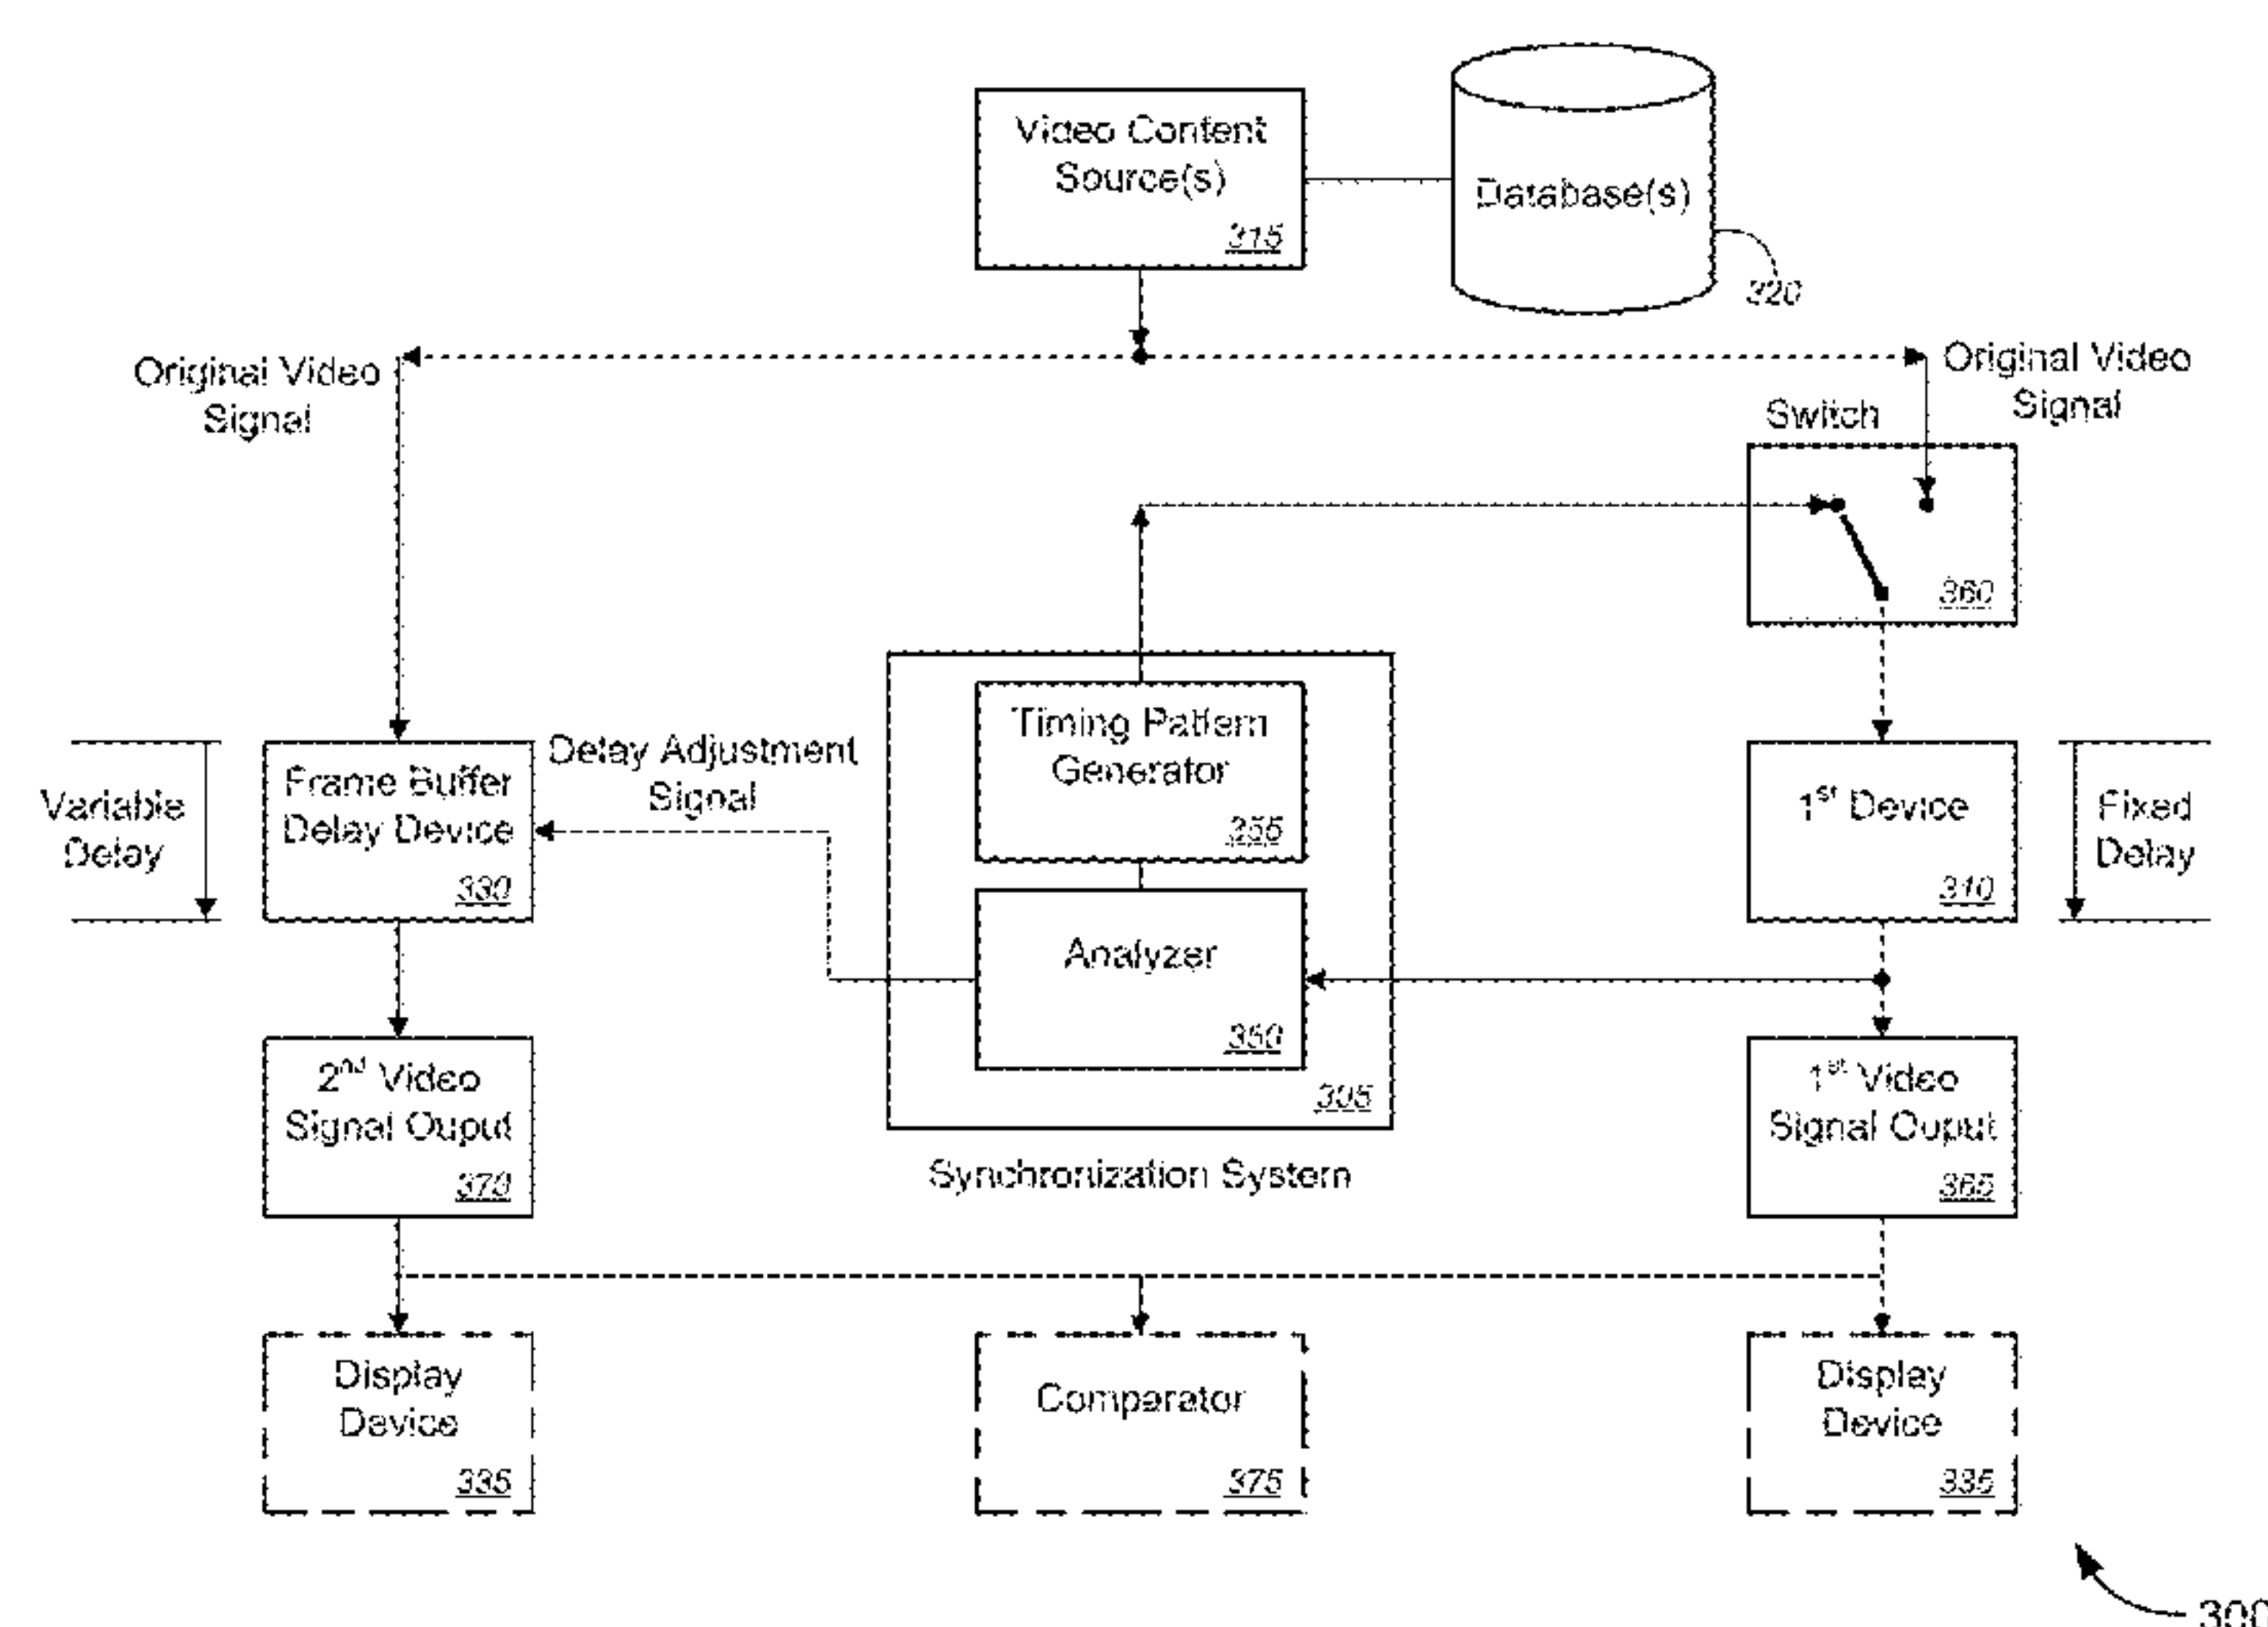 Video Content
Source(s)
315
Database(s)
320
Original Video
Signal
Original Video
Signal
Switch
360
Timing Pattern
Generator
355
Variable
Delay
Frame Buffer
Delay Device
330
Delay Adjustment
Signal
1st Device
310
Fixed
Delay
Analyzer
350
305
Synchronization System
2nd Video
Signal Ouput
370
1st Video
Signal Ouput
365
Display
Device
335
Comparator
375
Display
Device
335
300